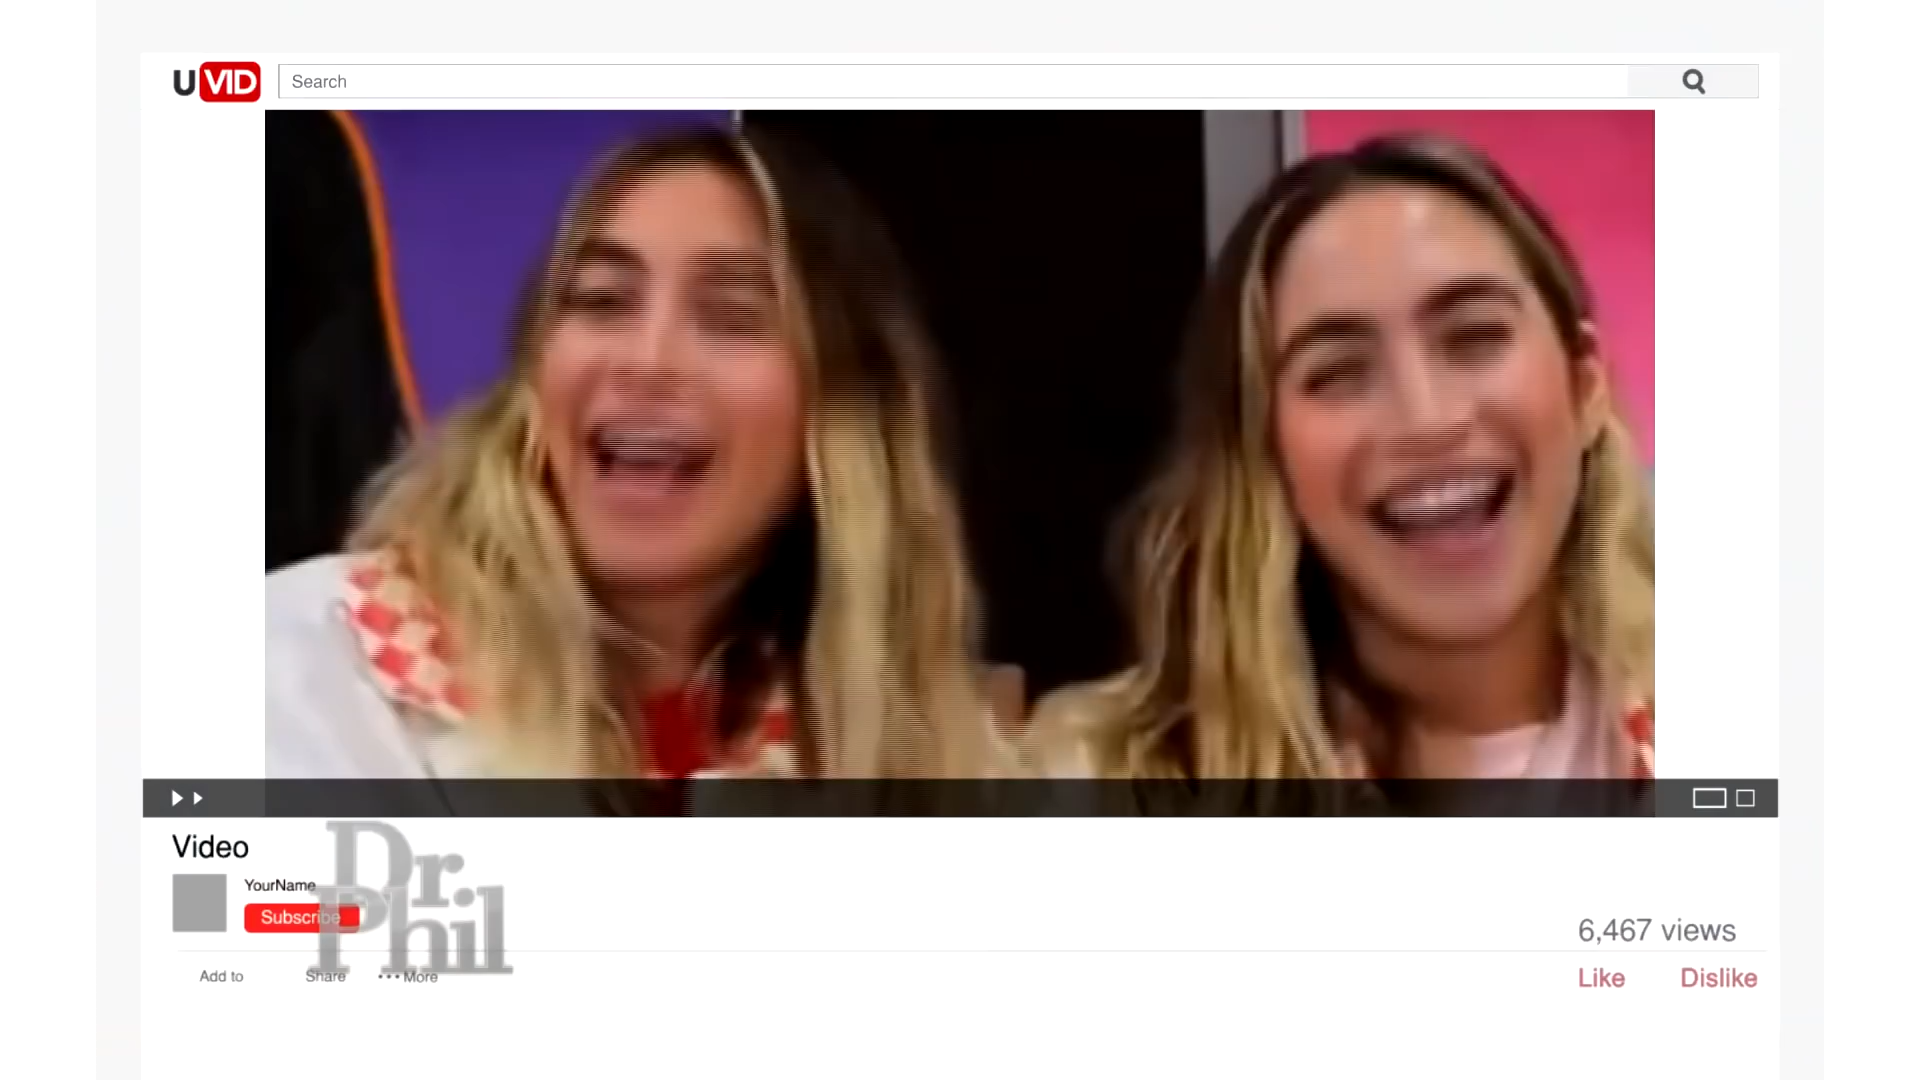 UVID
Search
Video
YourName
Subscribe
Dr.
Phil
6,467 views
Add to
Share
••• More
Like
Dislike